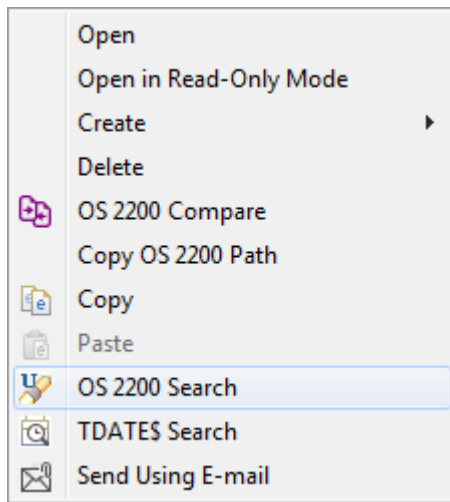 Open
Open in Read-Only Mode
Create
Delete
OS 2200 Compare
Copy OS 2200 Path
Copy
Paste
OS 2200 Search
TDATE$ Search
Send Using E-mail